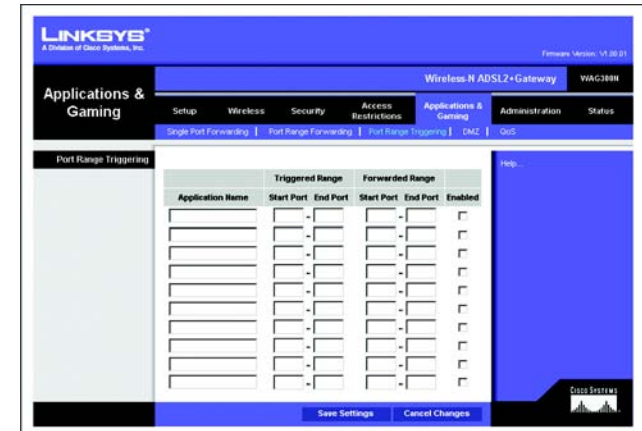 LINKSYS®
A Division of Cisco Systems, Inc.
Firmware Version: V1.00.01
Wireless-N ADSL2+Gateway WAG300N
Applications & Gaming
Setup Wireless Security Access Restrictions Applications & Gaming Administration Status
Single Port Forwarding | Port Range Forwarding | Port Range Triggering | DMZ | QoS
Port Range Triggering
Help...
Triggered Range Forwarded Range
Application Name Start Port End Port Start Port End Port Enabled
-  -
-  -
-  -
-  -
-  -
-  -
-  -
-  -
-  -
-  -
Save Settings Cancel Changes
CISCO SYSTEMS